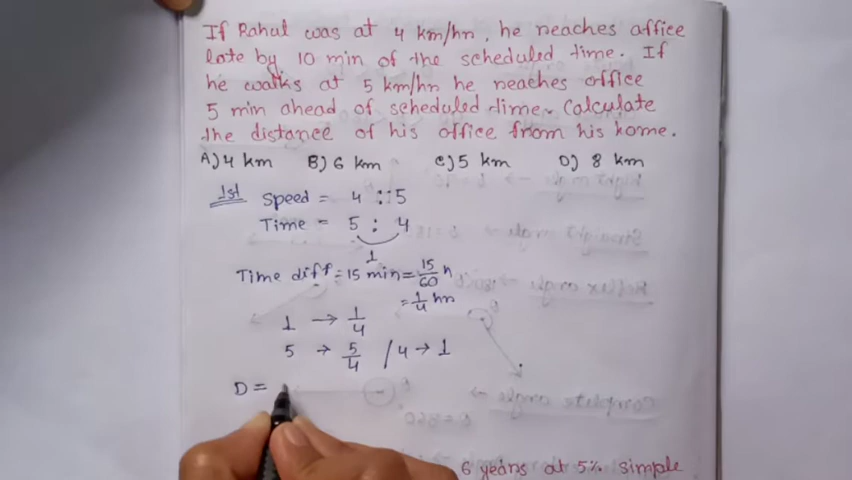 If Rahul was at 4 km/hr, he reaches office
late by 10 min of the scheduled time. If
he walks at 5 km/hr he reaches office
5 min ahead of scheduled time. Calculate
the distance of his office from his home.
A) 4 km B) 6 km C) 5 km D) 8 km
1st Speed = 4 :: 5
Time = 5 : 4
1
Time diff = 15 min = 15/60 h
= 1/4 hr
1 → 1/4
5 → 5/4 / 4 → 1
D =
6 years at 5% simple